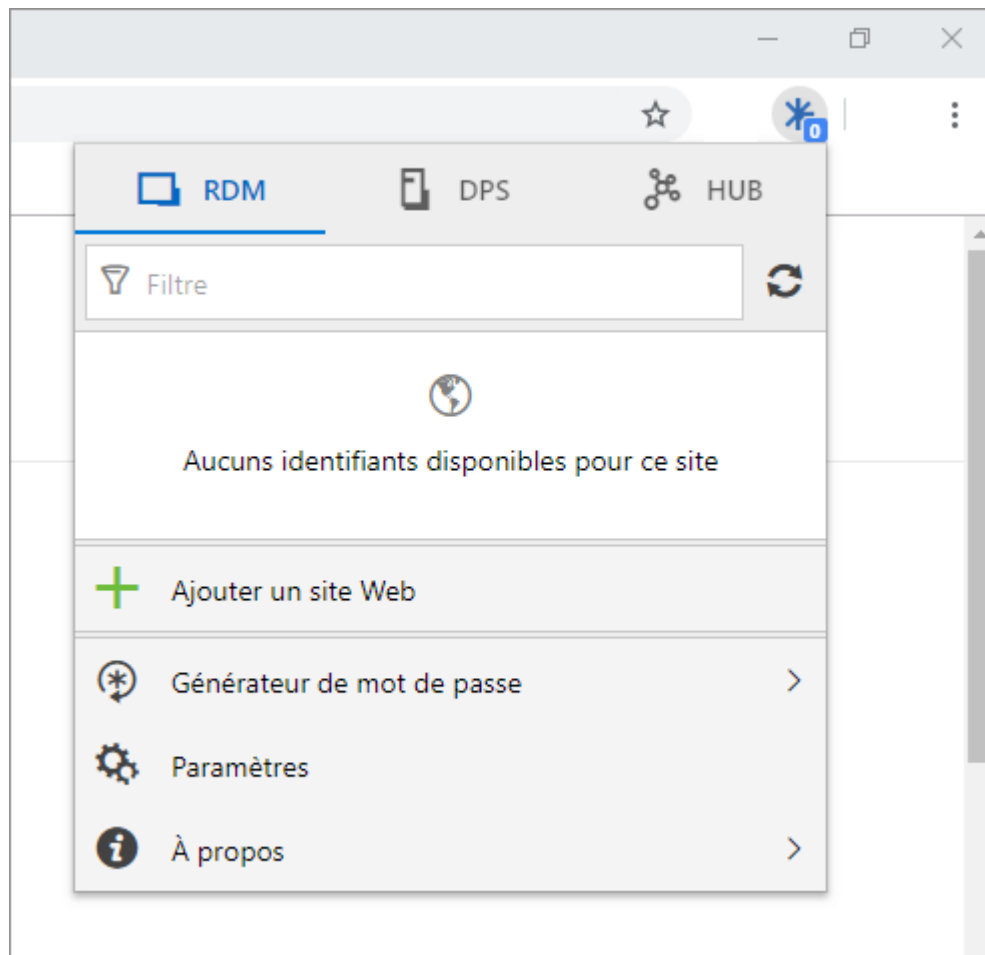 0
RDM DPS HUB
Filtre
Aucuns identifiants disponibles pour ce site
Ajouter un site Web
Générateur de mot de passe
Paramètres
À propos